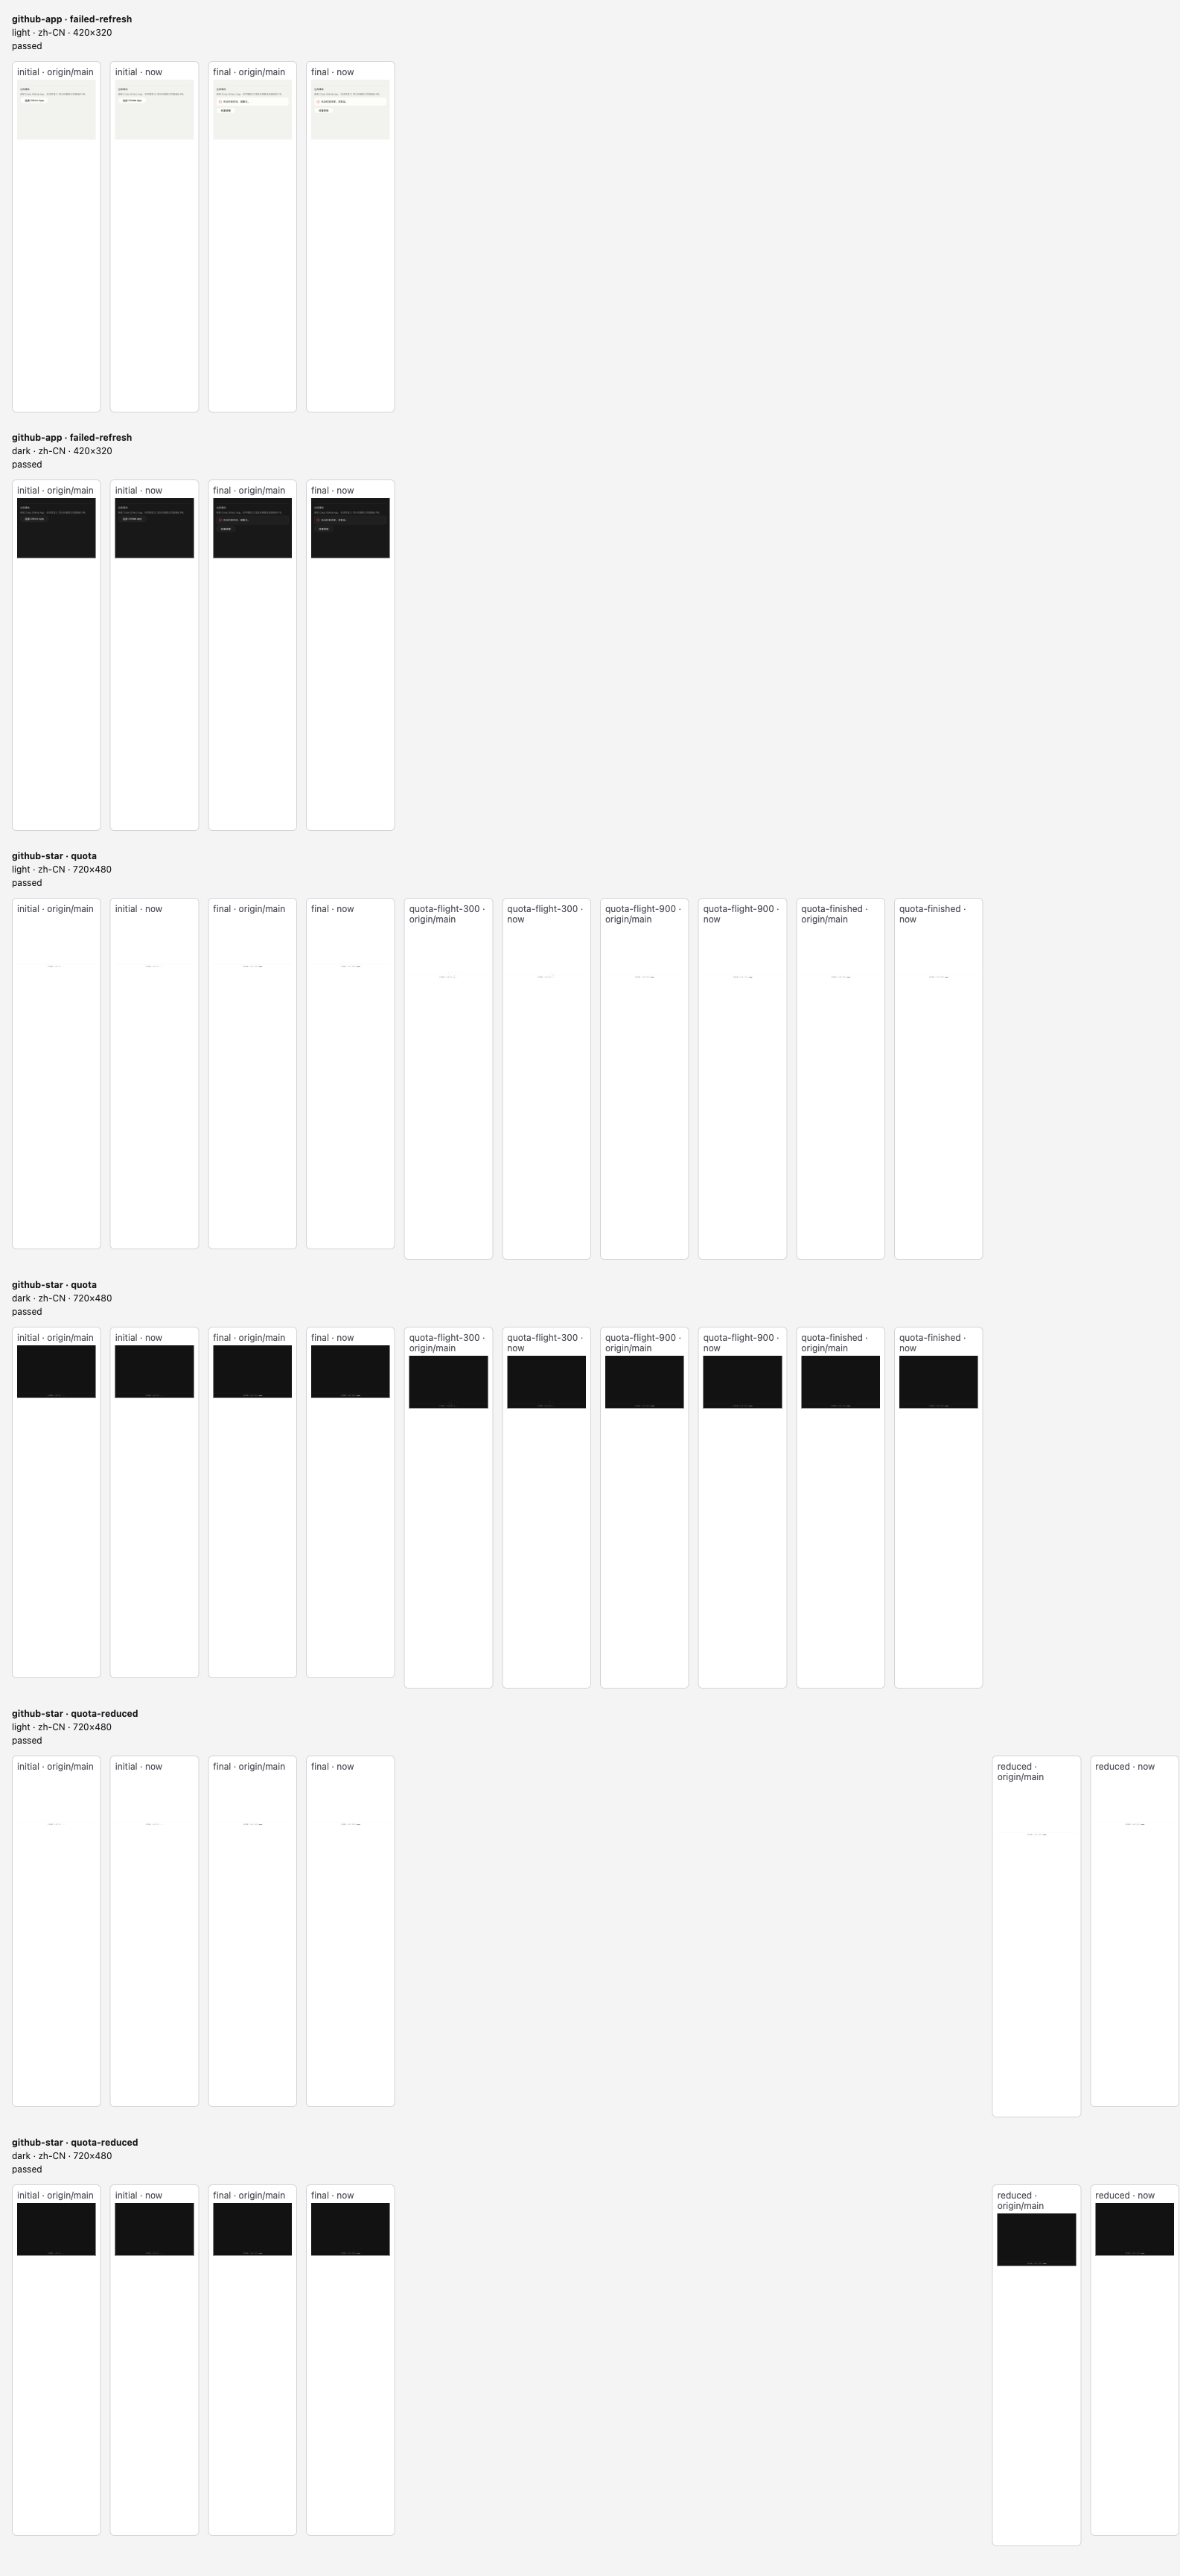 github-app · failed-refresh
light · zh-CN · 420×320
passed
initial · origin/main
initial · now
final · origin/main
final · now
github-app · failed-refresh
dark · zh-CN · 420×320
passed
initial · origin/main
initial · now
final · origin/main
final · now
github-star · quota
light · zh-CN · 720×480
passed
initial · origin/main
initial · now
final · origin/main
final · now
quota-flight-300 ·
origin/main
quota-flight-300 ·
now
quota-flight-900 ·
origin/main
quota-flight-900 ·
now
quota-finished ·
origin/main
quota-finished ·
now
github-star · quota
dark · zh-CN · 720×480
passed
initial · origin/main
initial · now
final · origin/main
final · now
quota-flight-300 ·
origin/main
quota-flight-300 ·
now
quota-flight-900 ·
origin/main
quota-flight-900 ·
now
quota-finished ·
origin/main
quota-finished ·
now
github-star · quota-reduced
light · zh-CN · 720×480
passed
initial · origin/main
initial · now
final · origin/main
final · now
reduced ·
origin/main
reduced · now
github-star · quota-reduced
dark · zh-CN · 720×480
passed
initial · origin/main
initial · now
final · origin/main
final · now
reduced ·
origin/main
reduced · now